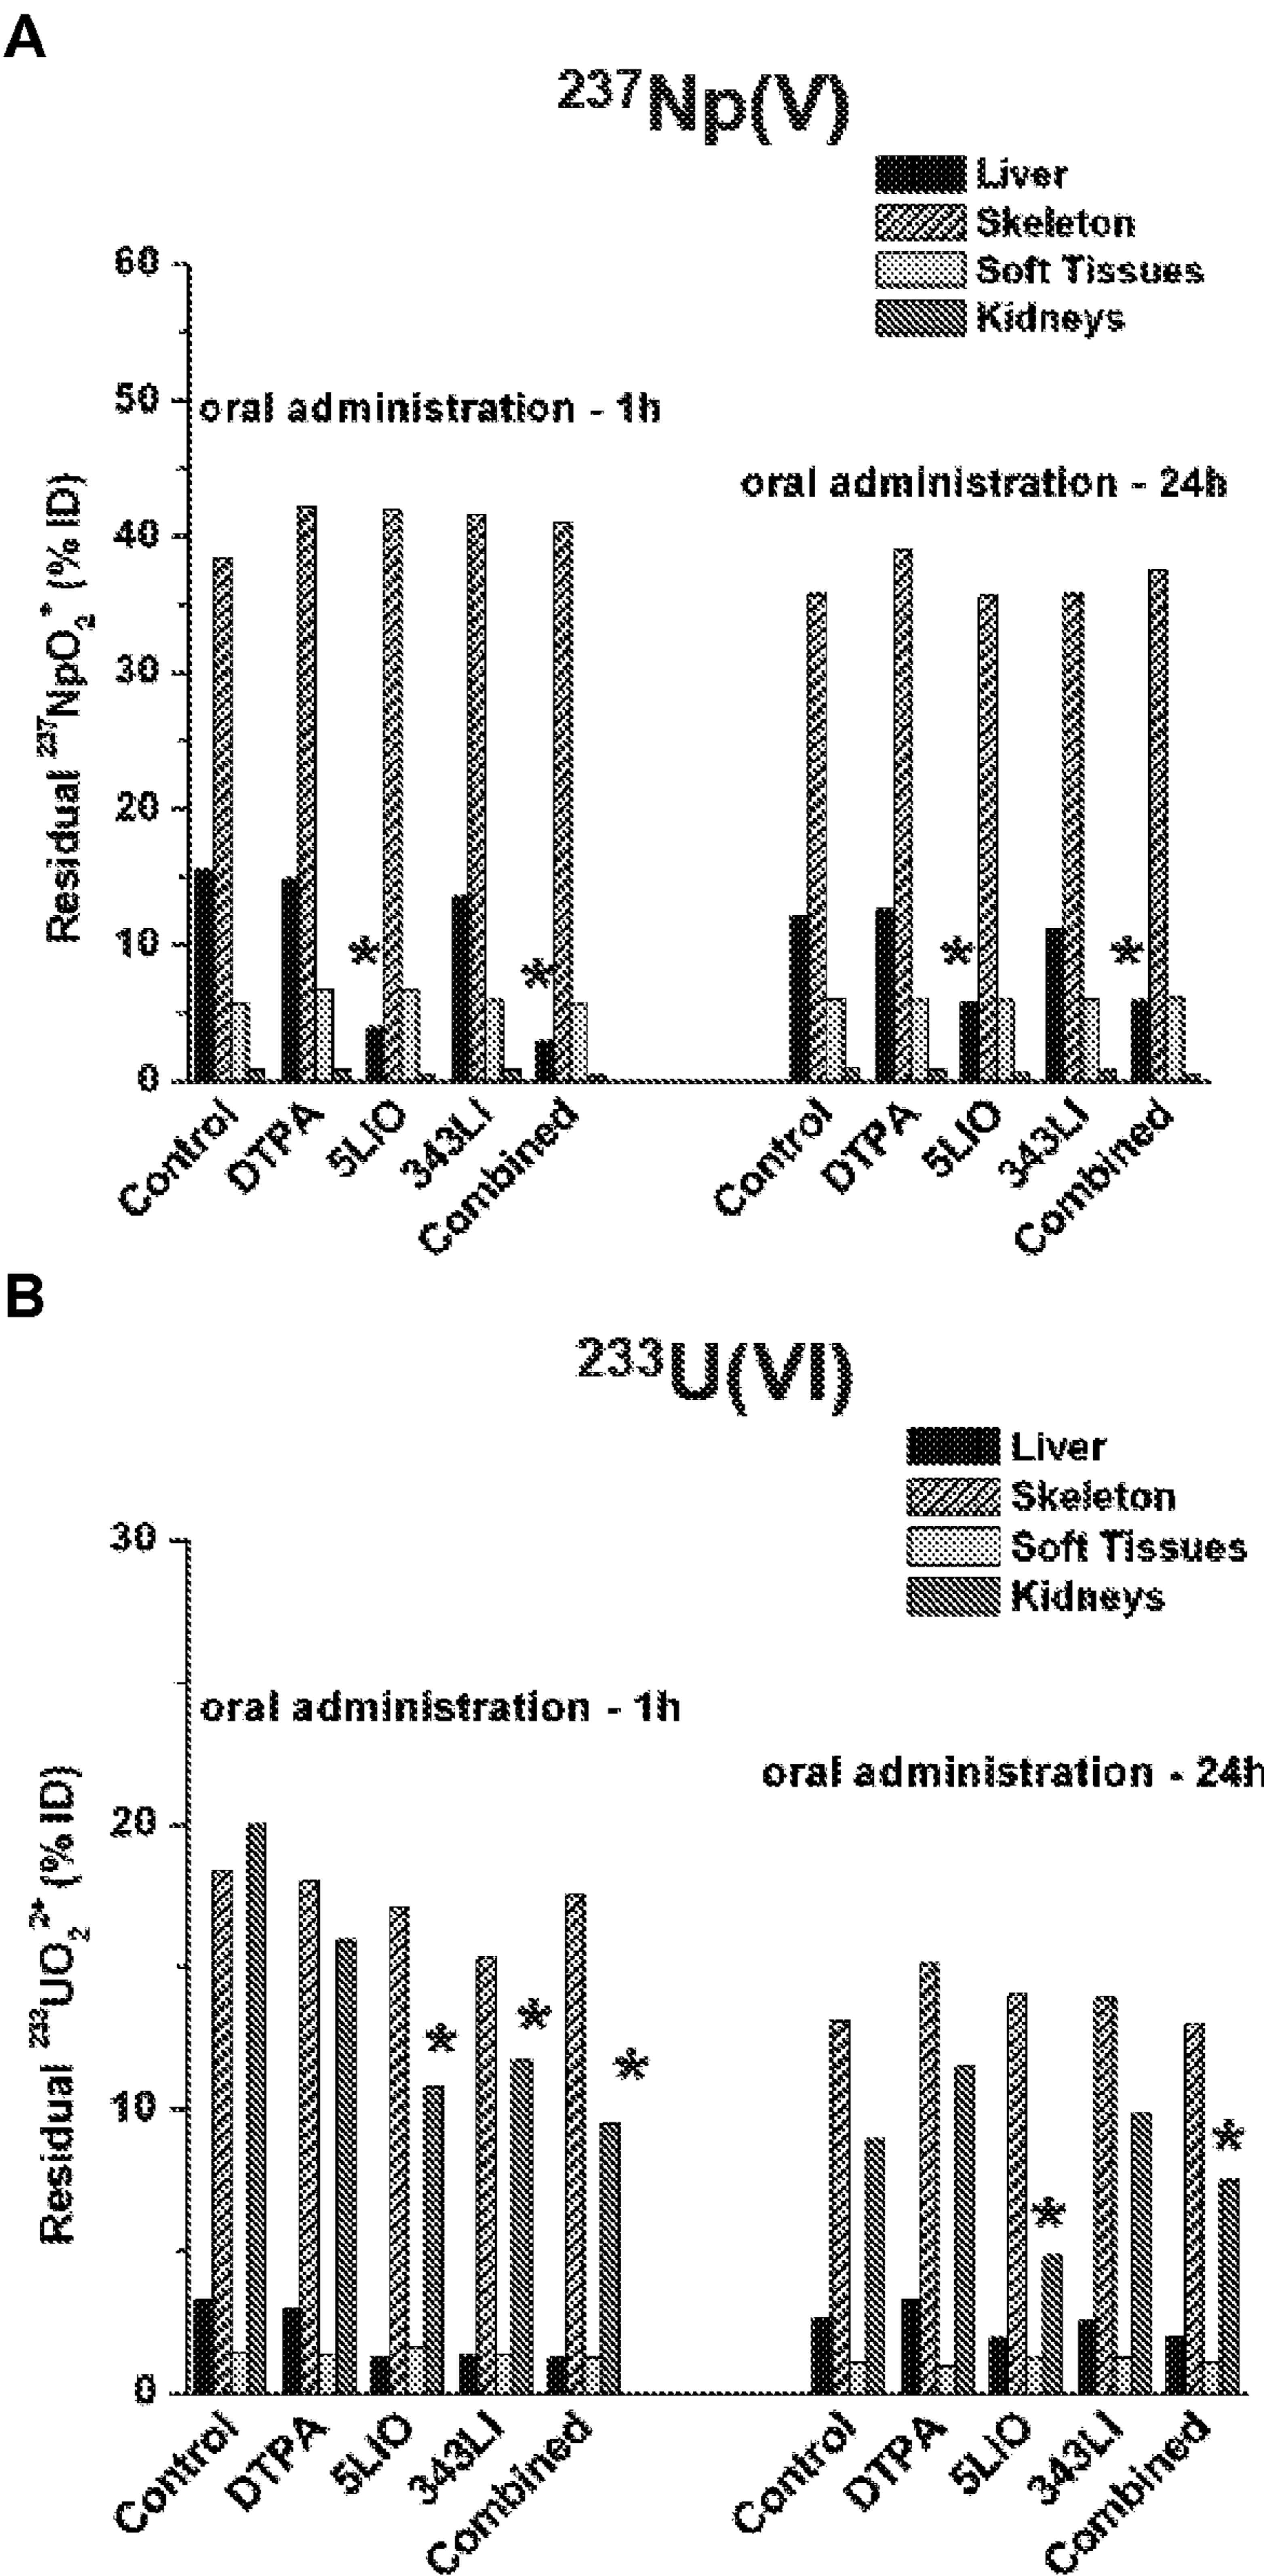 A
²³⁷Np(V)
Liver
Skeleton
Soft Tissues
Kidneys
60
50
40
30
20
10
0
oral administration - 1h
oral administration - 24h
Residual ²³⁷NpO₂⁺ (% ID)
*
*
*
*
Control
DTPA
5LIO
343LI
Combined
Control
DTPA
5LIO
343LI
Combined
B
²³³U(VI)
Liver
Skeleton
Soft Tissues
Kidneys
30
20
10
0
oral administration - 1h
oral administration - 24h
Residual ²³³UO₂²⁺ (% ID)
*
*
*
*
*
Control
DTPA
5LIO
343LI
Combined
Control
DTPA
5LIO
343LI
Combined